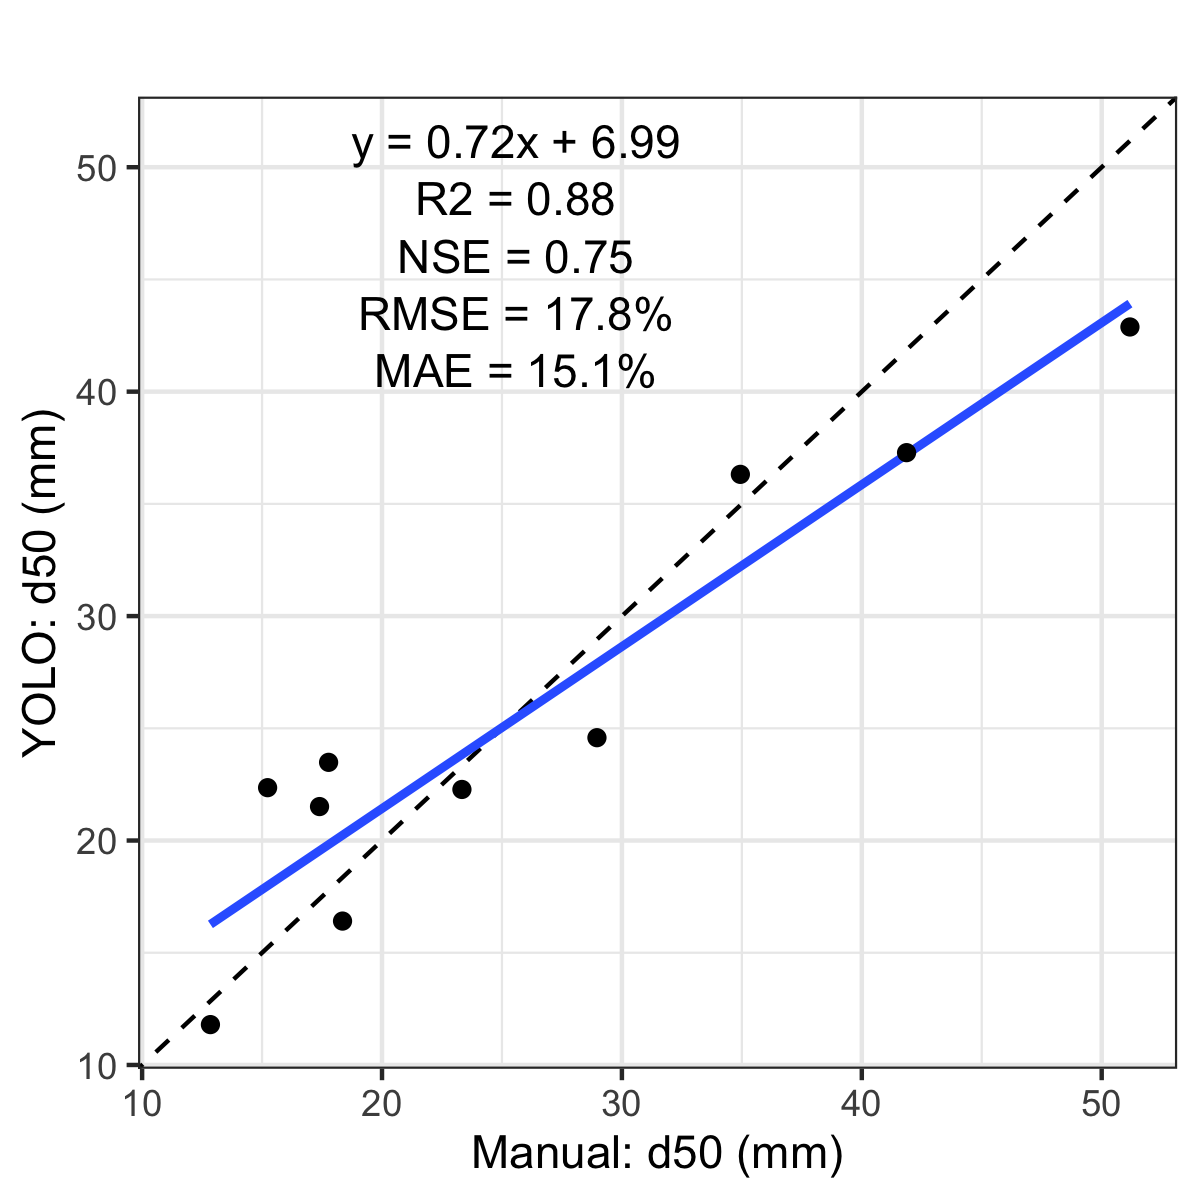 y = 0.72x + 6.99
R2 = 0.88
NSE = 0.75
RMSE = 17.8%
MAE = 15.1%
50
40
30
20
10
YOLO: d50 (mm)
10 20 30 40 50
Manual: d50 (mm)